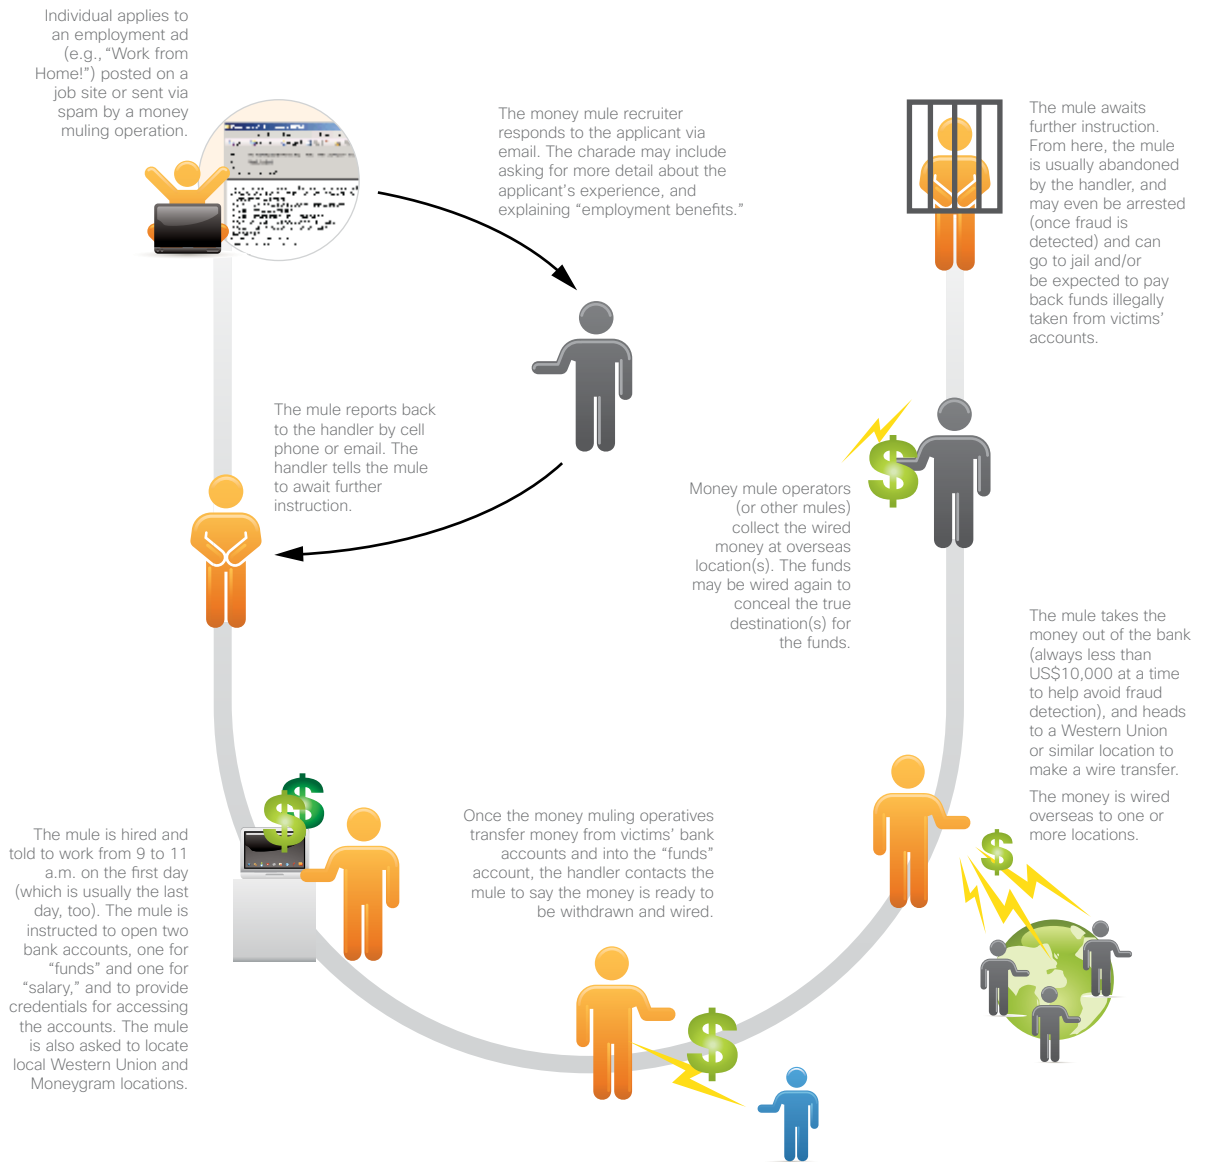 Individual applies to
an employment ad
(e.g., “Work from
Home!”) posted on a
job site or sent via
spam by a money
muling operation.
The money mule recruiter
responds to the applicant via
email. The charade may include
asking for more detail about the
applicant’s experience, and
explaining “employment benefits.”
The mule reports back
to the handler by cell
phone or email. The
handler tells the mule
to await further
instruction.
The mule is hired and
told to work from 9 to 11
a.m. on the first day
(which is usually the last
day, too). The mule is
instructed to open two
bank accounts, one for
“funds” and one for
“salary,” and to provide
credentials for accessing
the accounts. The mule
is also asked to locate
local Western Union and
Moneygram locations.
Once the money muling operatives
transfer money from victims’ bank
accounts and into the “funds”
account, the handler contacts the
mule to say the money is ready to
be withdrawn and wired.
The mule takes the
money out of the bank
(always less than
US$10,000 at a time
to help avoid fraud
detection), and heads
to a Western Union
or similar location to
make a wire transfer.
The money is wired
overseas to one or
more locations.
Money mule operators
(or other mules)
collect the wired
money at overseas
location(s). The funds
may be wired again to
conceal the true
destination(s) for
the funds.
The mule awaits
further instruction.
From here, the mule
is usually abandoned
by the handler, and
may even be arrested
(once fraud is
detected) and can
go to jail and/or
be expected to pay
back funds illegally
taken from victims’
accounts.
$
$
$
$
$